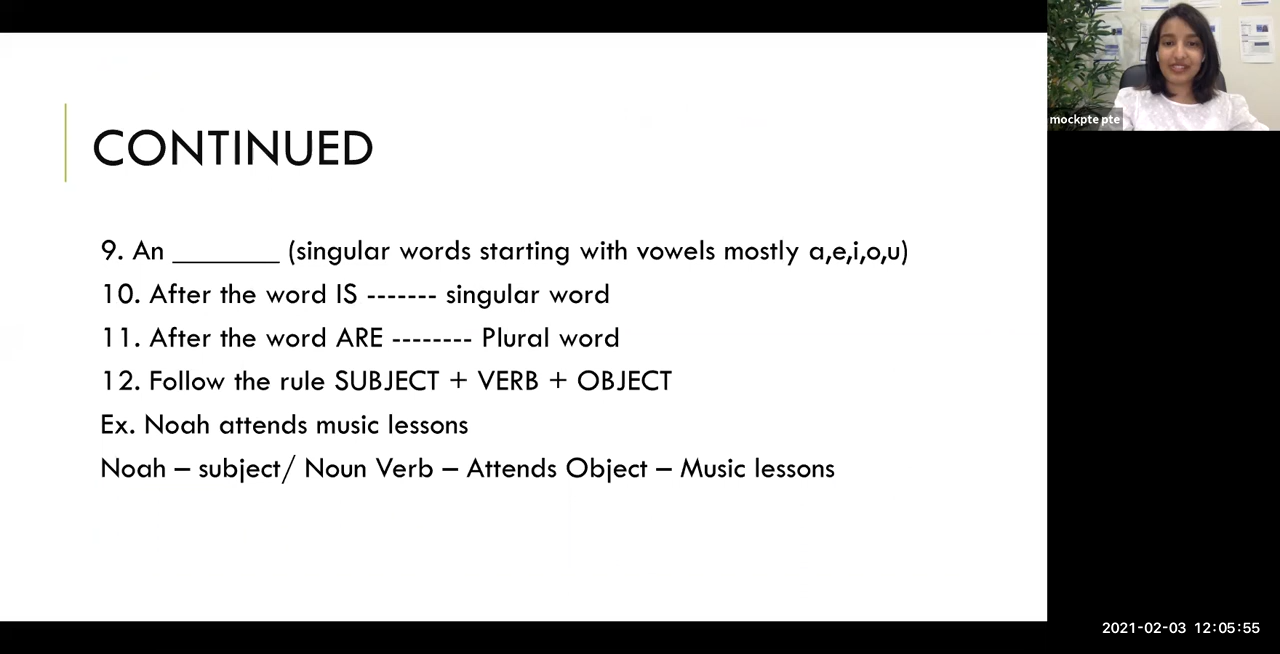 CONTINUED
9. An ________ (singular words starting with vowels mostly a,e,i,o,u)
10. After the word IS ------- singular word
11. After the word ARE -------- Plural word
12. Follow the rule SUBJECT + VERB + OBJECT
Ex. Noah attends music lessons
Noah – subject/ Noun Verb – Attends Object – Music lessons
mockpte pte
2021-02-03 12:05:55